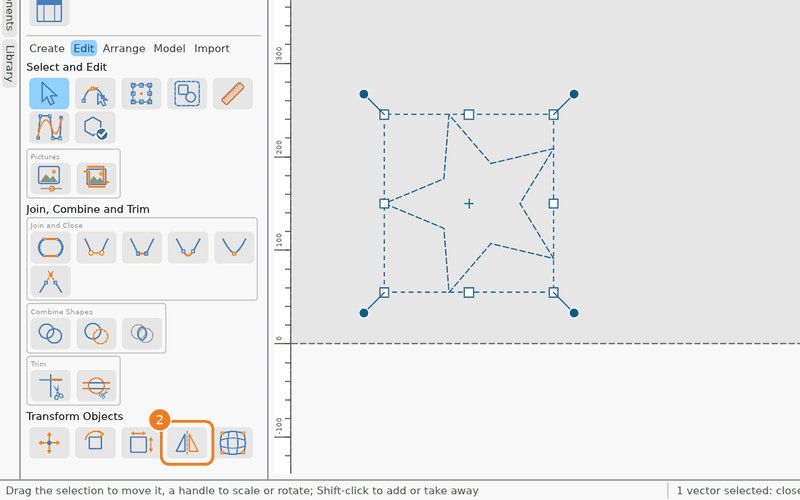 nents
Library
Create Edit Arrange Model Import
Select and Edit
Pictures
Join, Combine and Trim
Join and Close
Combine Shapes
Trim
Transform Objects
2
300
200
100
0
-100
Drag the selection to move it, a handle to scale or rotate; Shift-click to add or take away
1 vector selected: close